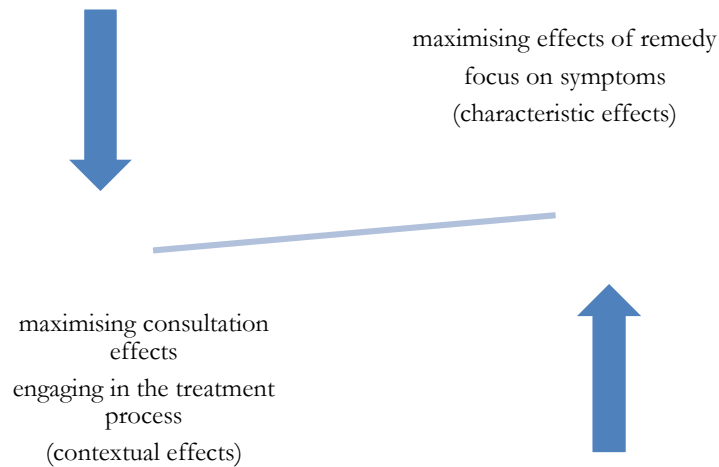 maximising effects of remedy
focus on symptoms
(characteristic effects)
maximising consultation
effects
engaging in the treatment
process
(contextual effects)